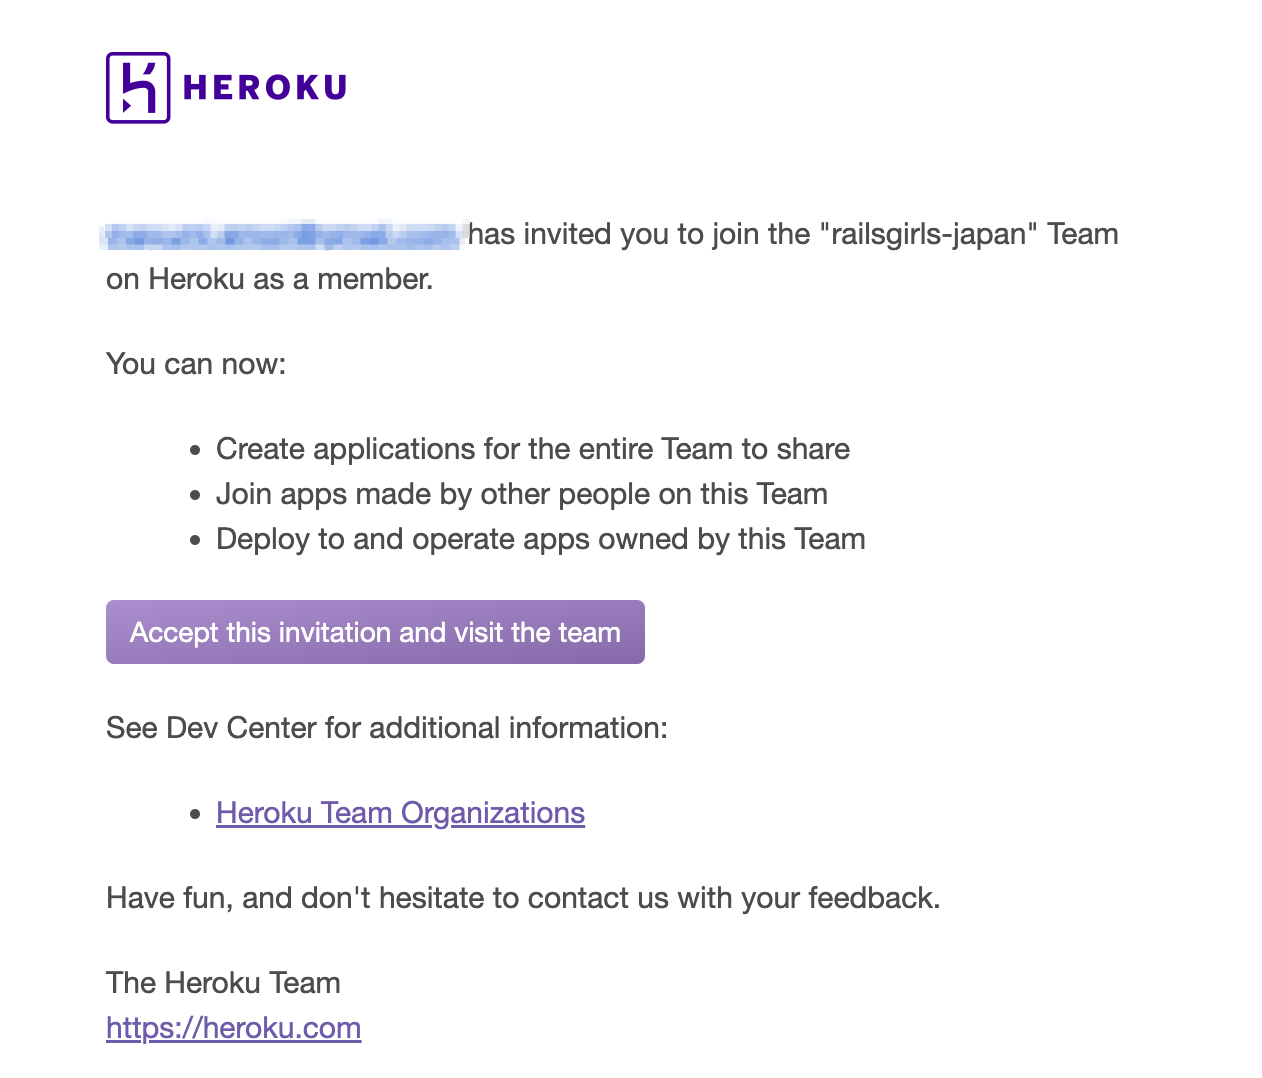 HEROKU
has invited you to join the "railsgirls-japan" Team
on Heroku as a member.
You can now:
• Create applications for the entire Team to share
• Join apps made by other people on this Team
• Deploy to and operate apps owned by this Team
Accept this invitation and visit the team
See Dev Center for additional information:
• Heroku Team Organizations
Have fun, and don't hesitate to contact us with your feedback.
The Heroku Team
https://heroku.com